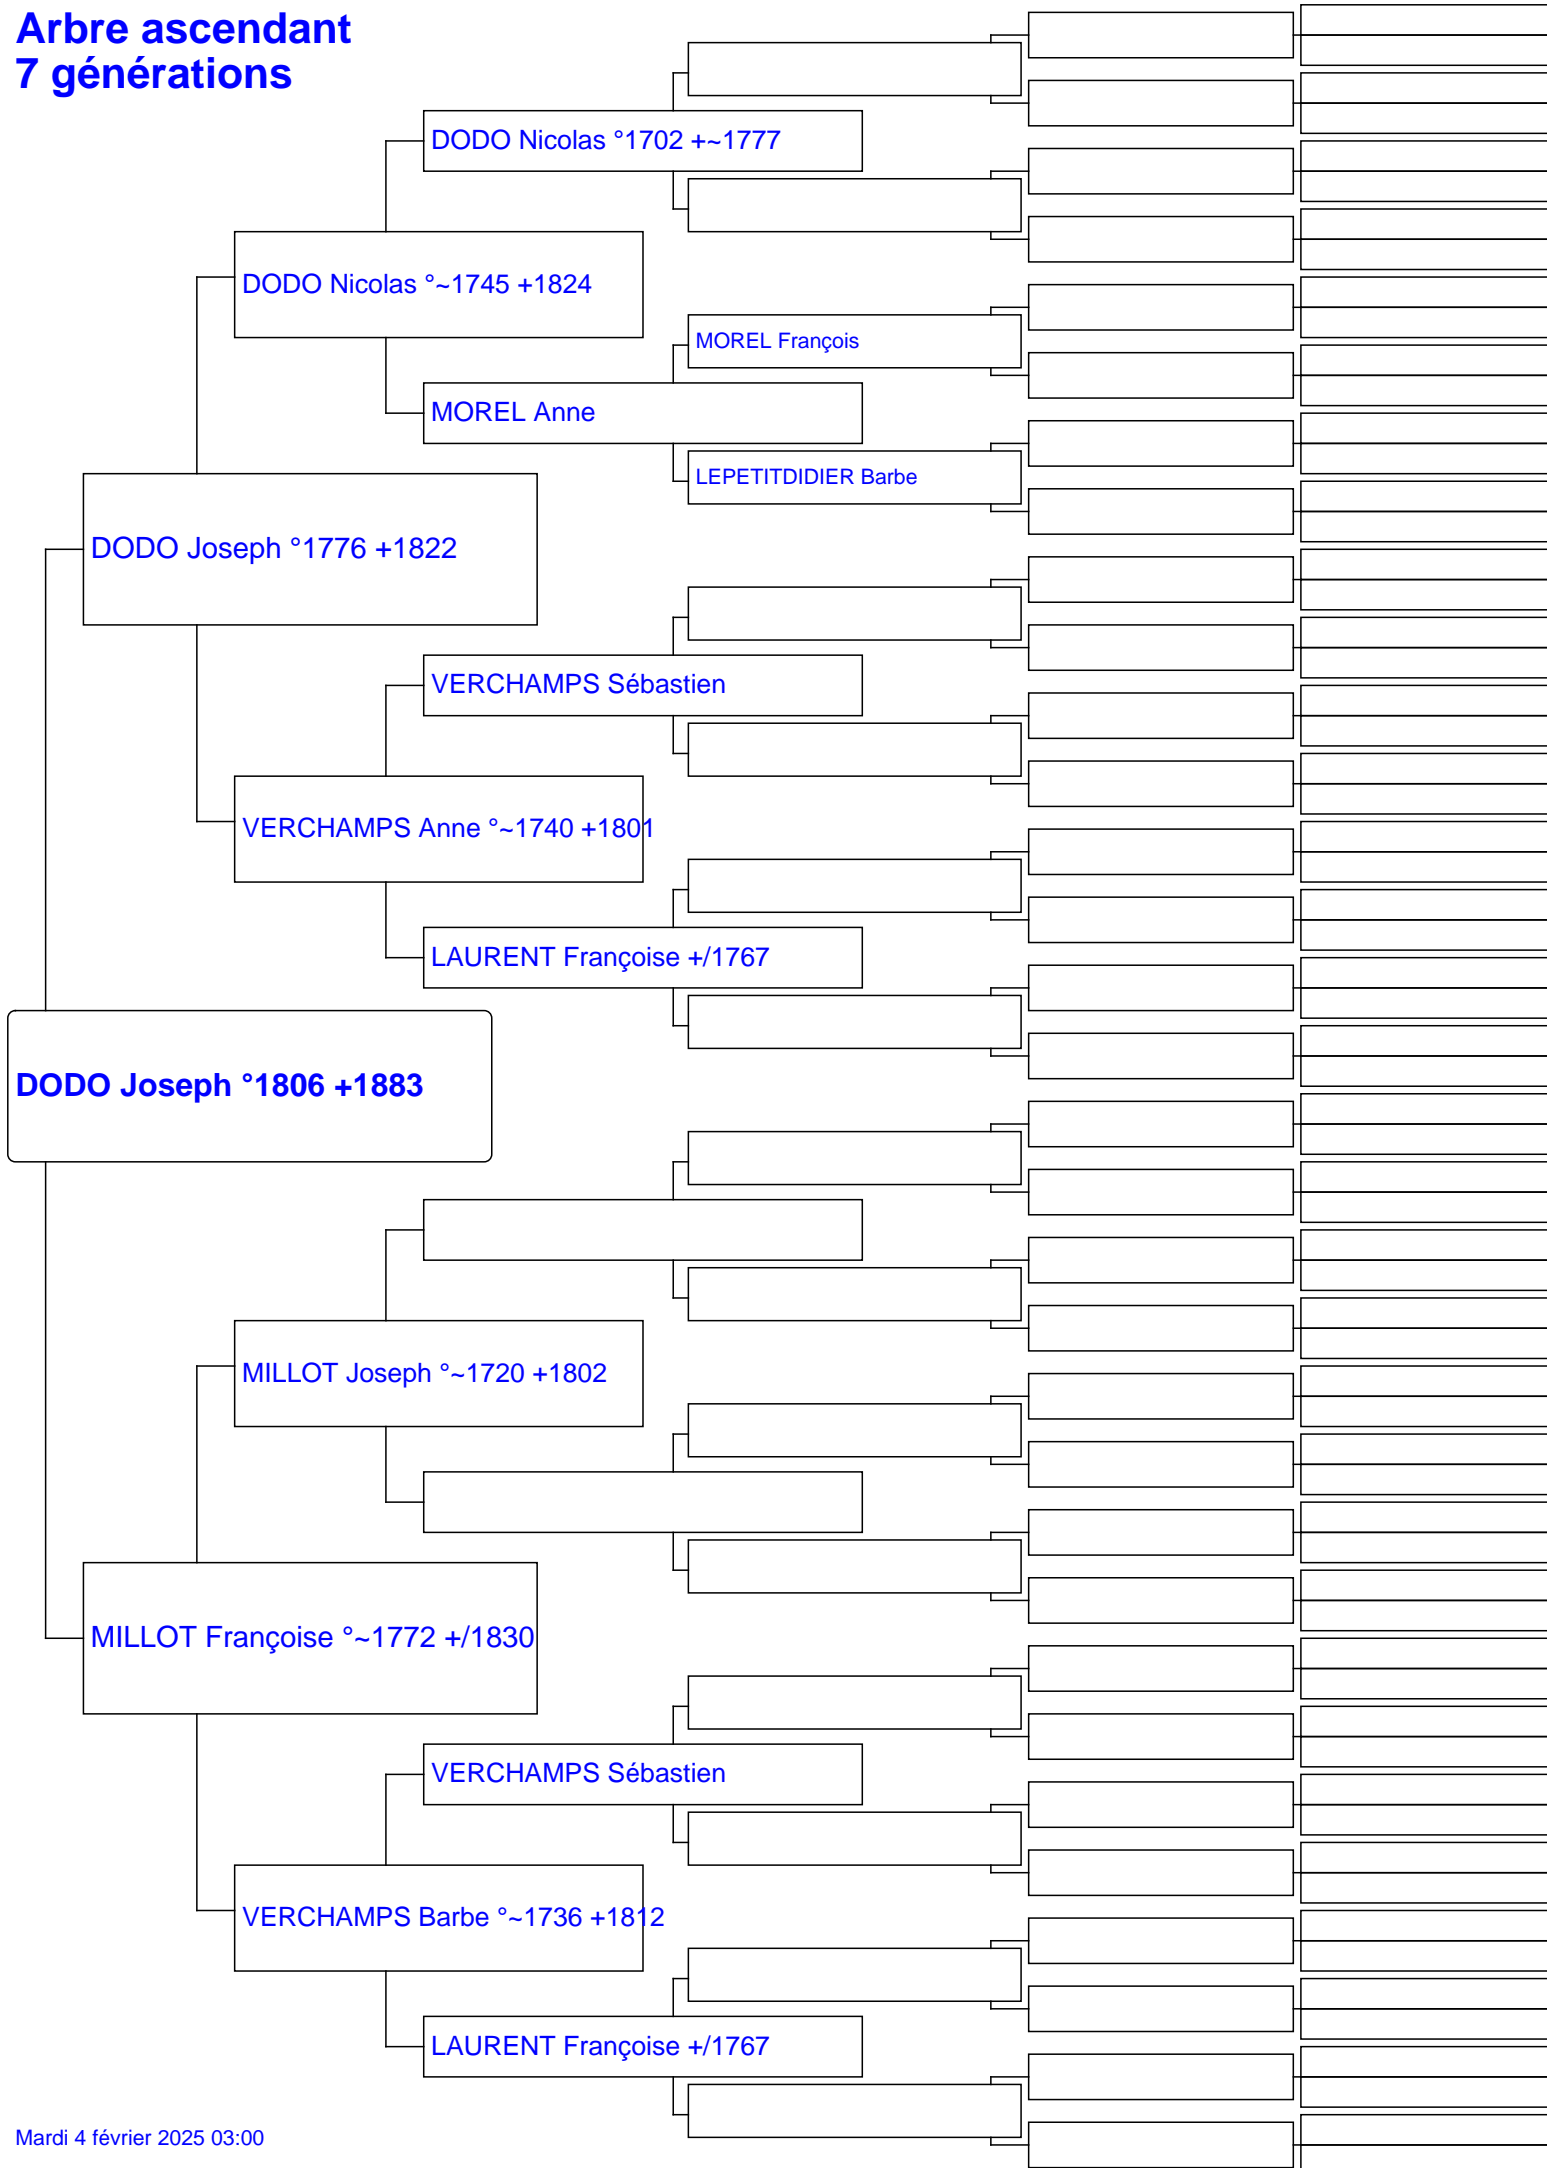 Arbre ascendant
7 générations
DODO Nicolas °1702 +~1777
DODO Nicolas °~1745 +1824
MOREL François
MOREL Anne
LEPETITDIDIER Barbe
DODO Joseph °1776 +1822
VERCHAMPS Sébastien
VERCHAMPS Anne °~1740 +1801
LAURENT Françoise +/1767
DODO Joseph °1806 +1883
MILLOT Joseph °~1720 +1802
MILLOT Françoise °~1772 +/1830
VERCHAMPS Sébastien
VERCHAMPS Barbe °~1736 +1812
LAURENT Françoise +/1767
Mardi 4 février 2025 03:00